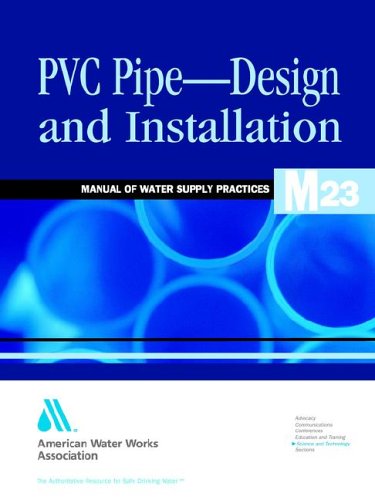 PVC Pipe—Design
and Installation
MANUAL OF WATER SUPPLY PRACTICES
M23
American Water Works
Association
The Authoritative Resource for Safe Drinking Water™
Advocacy
Communications
Conferences
Education and Training
Science and Technology
Sections